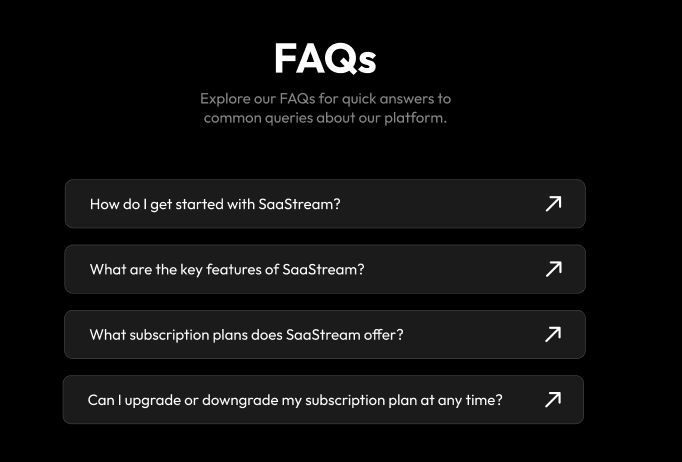 FAQs
Explore our FAQs for quick answers to
common queries about our platform.
How do I get started with SaaStream?
What are the key features of SaaStream?
What subscription plans does SaaStream offer?
Can I upgrade or downgrade my subscription plan at any time?